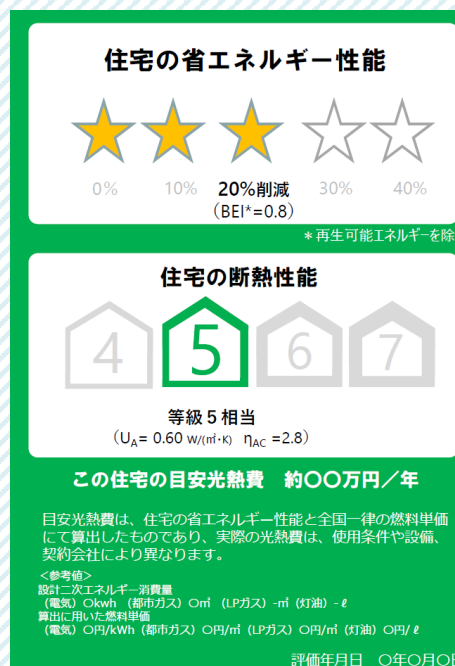 住宅の省エネルギー性能
0% 10% 20%削減 30% 40%
(BEI*=0.8)
*再生可能エネルギーを除
住宅の断熱性能
4 5 6 7
等級5相当
(UA= 0.60 W/(㎡・K) ηAC =2.8)
この住宅の目安光熱費 約〇〇万円/年
目安光熱費は、住宅の省エネルギー性能と全国一律の燃料単価
にて算出したものであり、実際の光熱費は、使用条件や設備、
契約会社により異なります。
<参考値>
設計二次エネルギー消費量
(電気)〇kwh (都市ガス)〇㎥ (LPガス)-㎥ (灯油)-ℓ
算出に用いた燃料単価
(電気)〇円/kWh (都市ガス)〇円/㎥ (LPガス)〇円/㎥ (灯油)〇円/ℓ
評価年月日 〇年〇月〇日